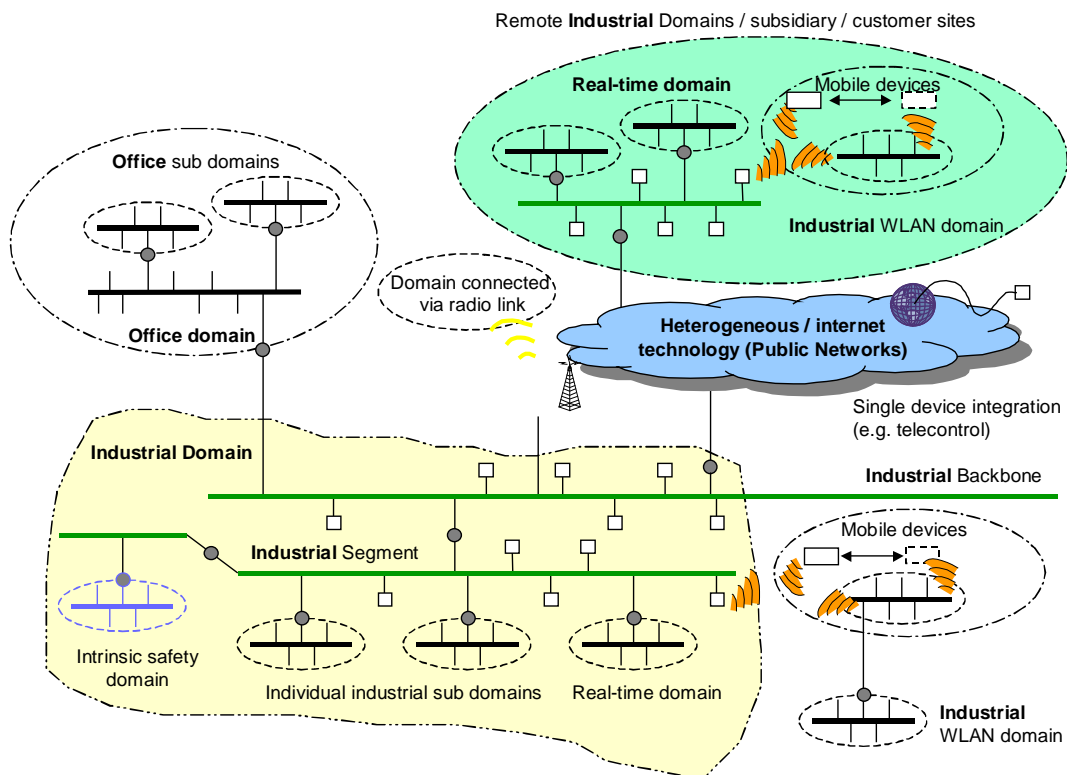 Remote Industrial Domains / subsidiary / customer sites
Real-time domain
Mobile devices
Office sub domains
Industrial WLAN domain
Domain connected
via radio link
Office domain
Heterogeneous / internet
technology (Public Networks)
Single device integration
(e.g. telecontrol)
Industrial Domain
Industrial Backbone
Mobile devices
Industrial Segment
Intrinsic safety
domain
Individual industrial sub domains
Real-time domain
Industrial
WLAN domain